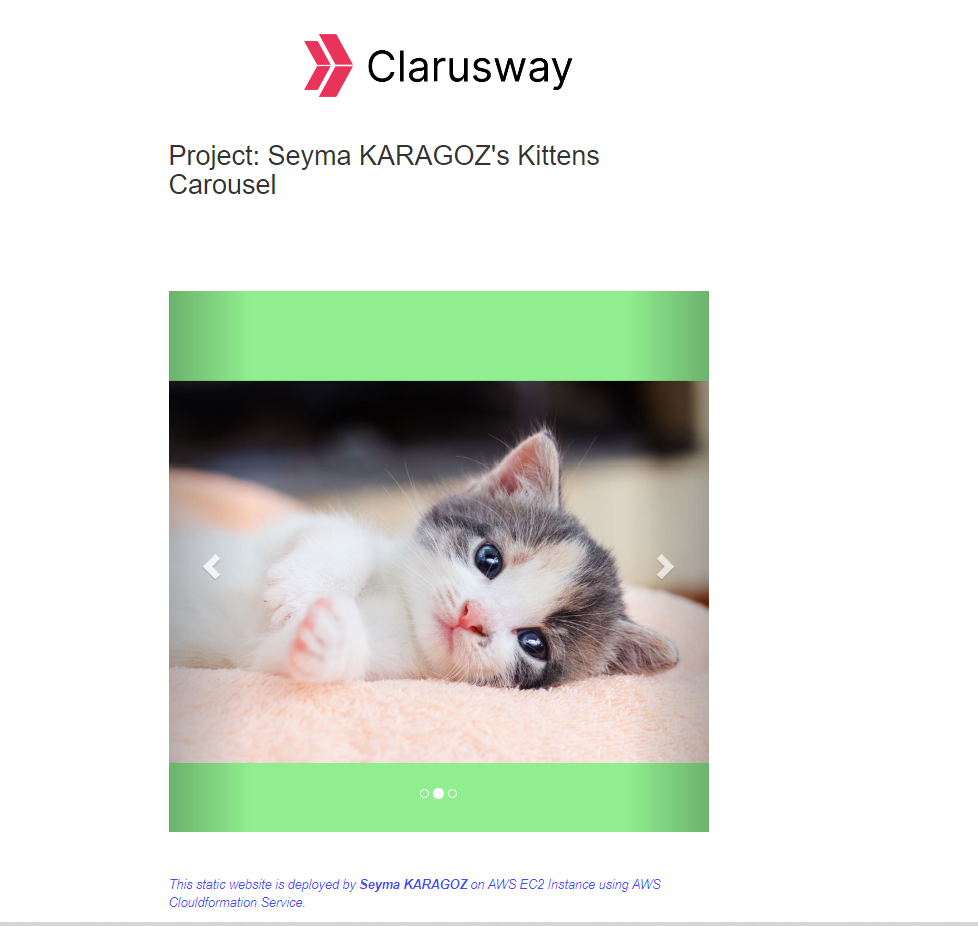 Clarusway
Project: Seyma KARAGOZ's Kittens
Carousel
This static website is deployed by Seyma KARAGOZ on AWS EC2 Instance using AWS
Clouldformation Service.